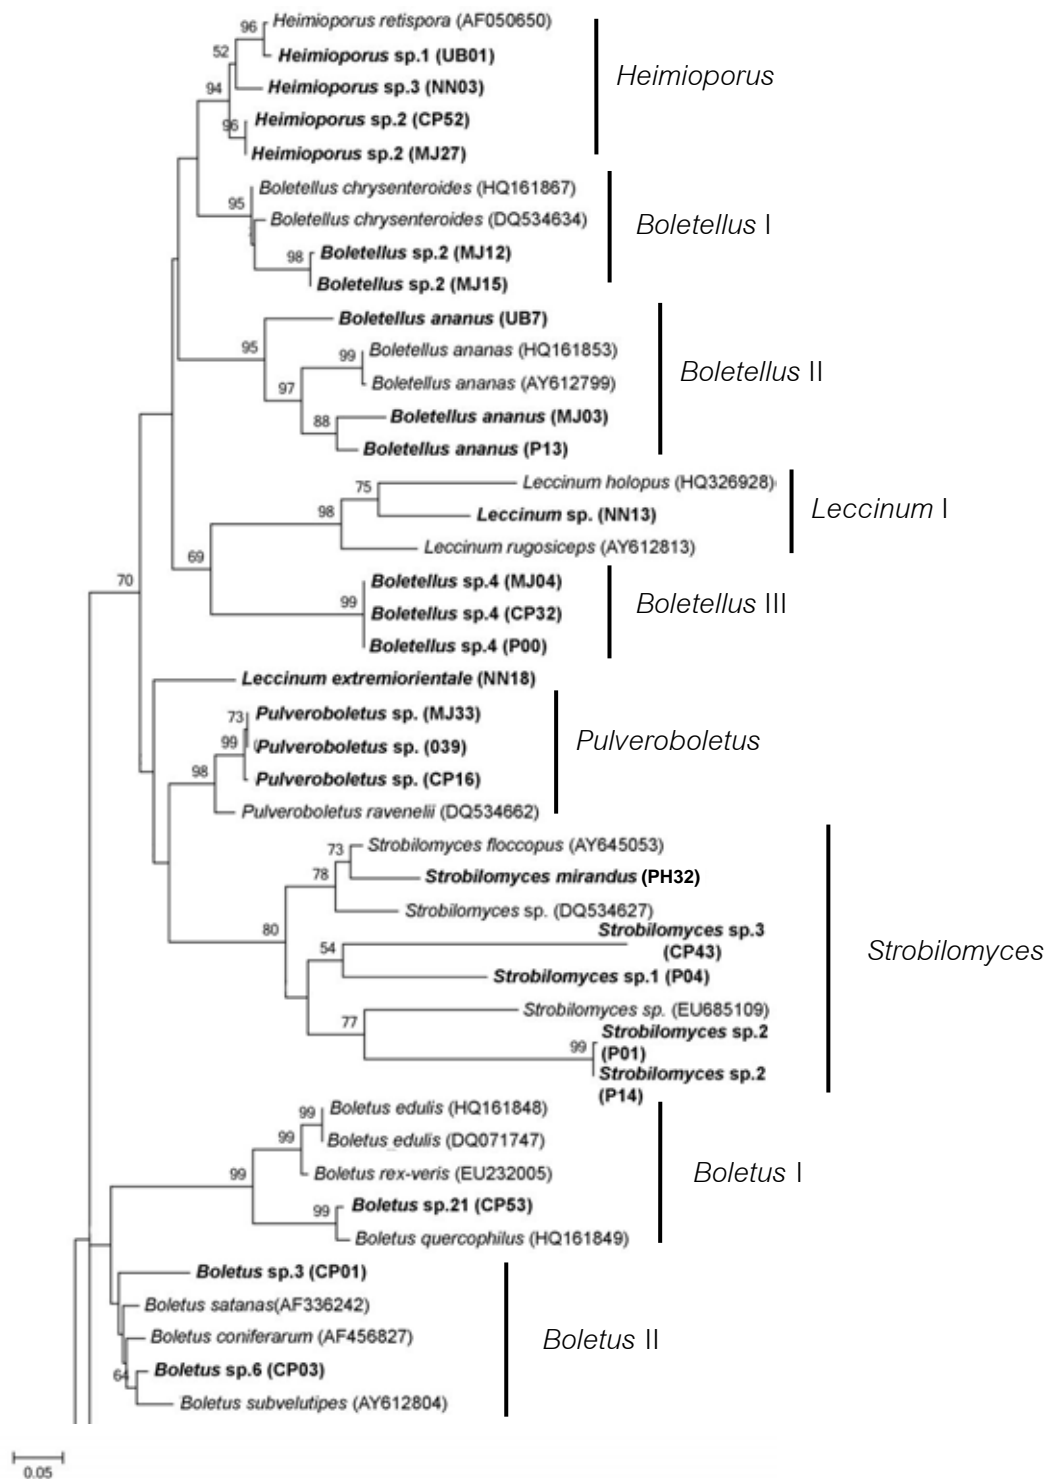 96
Heimioporus retispora (AF050650)
52
Heimioporus sp.1 (UB01)
Heimioporus
94
Heimioporus sp.3 (NN03)
96
Heimioporus sp.2 (CP52)
Heimioporus sp.2 (MJ27)
95
Boletellus chrysenteroides (HQ161867)
Boletellus chrysenteroides (DQ534634)
Boletellus I
98
Boletellus sp.2 (MJ12)
Boletellus sp.2 (MJ15)
95
Boletellus ananus (UB7)
99
Boletellus ananas (HQ161853)
Boletellus II
97
Boletellus ananas (AY612799)
88
Boletellus ananus (MJ03)
Boletellus ananus (P13)
75
Leccinum holopus (HQ326928)
98
Leccinum sp. (NN13)
Leccinum I
Leccinum rugosiceps (AY612813)
69
99
Boletellus sp.4 (MJ04)
Boletellus sp.4 (CP32)
Boletellus III
Boletellus sp.4 (P00)
70
Leccinum extremiorientale (NN18)
73
Pulveroboletus sp. (MJ33)
99
Pulveroboletus sp. (039)
Pulveroboletus
98
Pulveroboletus sp. (CP16)
Pulveroboletus ravenelii (DQ534662)
73
Strobilomyces floccopus (AY645053)
78
Strobilomyces mirandus (PH32)
Strobilomyces sp. (DQ534627)
80
54
Strobilomyces sp.3
(CP43)
Strobilomyces
Strobilomyces sp.1 (P04)
77
Strobilomyces sp. (EU685109)
99
Strobilomyces sp.2
(P01)
Strobilomyces sp.2
(P14)
99
Boletus edulis (HQ161848)
99
Boletus edulis (DQ071747)
99
Boletus rex-veris (EU232005)
Boletus I
99
Boletus sp.21 (CP53)
Boletus quercophilus (HQ161849)
Boletus sp.3 (CP01)
Boletus satanas(AF336242)
Boletus coniferarum (AF456827)
Boletus II
64
Boletus sp.6 (CP03)
Boletus subvelutipes (AY612804)
0.05